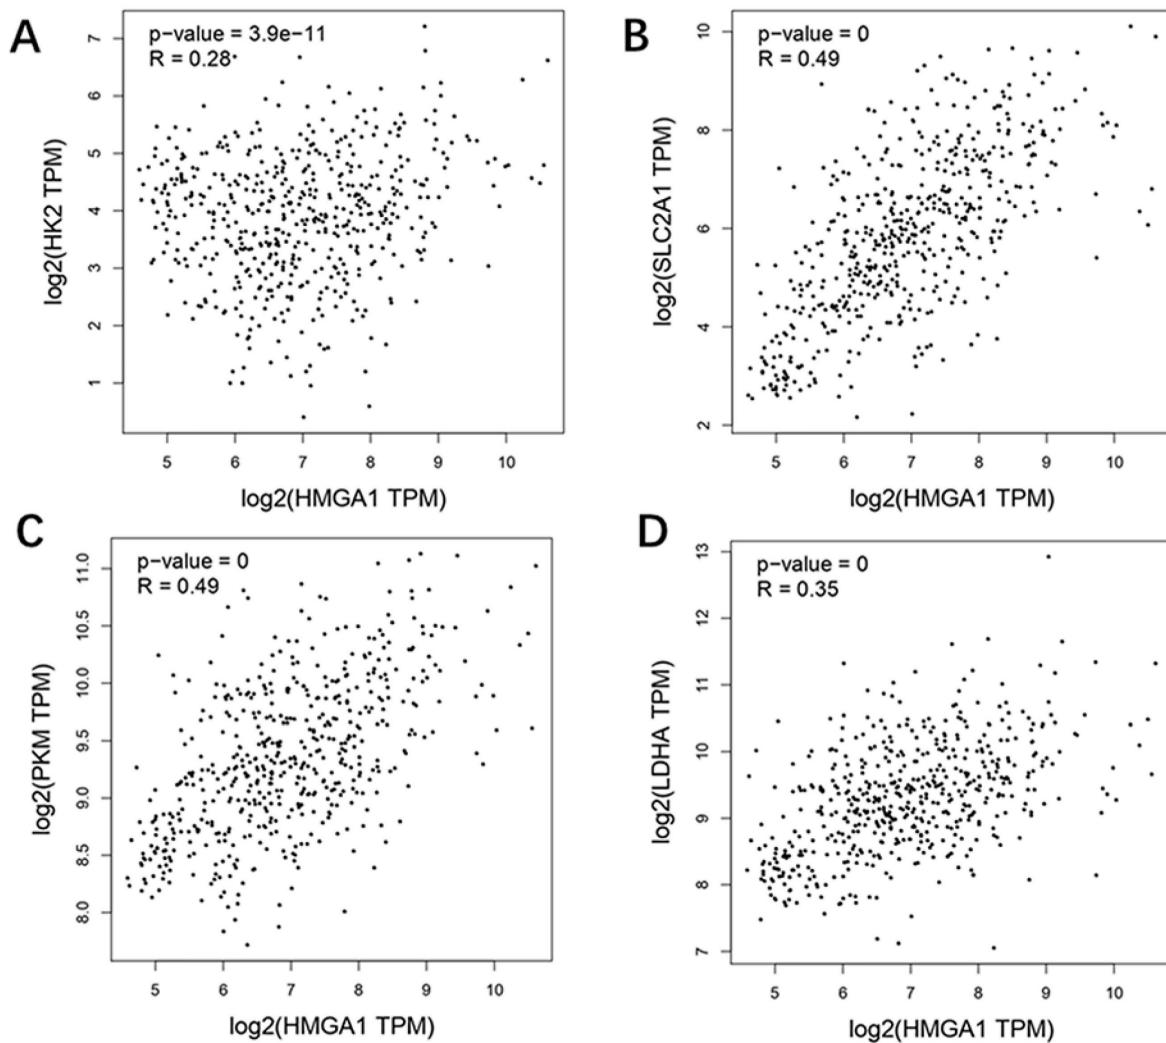 A
p-value = 3.9e-11
R = 0.28
7
6
5
4
3
2
1
log2(HK2 TPM)
5 6 7 8 9 10
log2(HMGA1 TPM)
B
p-value = 0
R = 0.49
10
8
6
4
2
log2(SLC2A1 TPM)
5 6 7 8 9 10
log2(HMGA1 TPM)
C
p-value = 0
R = 0.49
11.0
10.5
10.0
9.5
9.0
8.5
8.0
log2(PKM TPM)
5 6 7 8 9 10
log2(HMGA1 TPM)
D
p-value = 0
R = 0.35
13
12
11
10
9
8
7
log2(LDHA TPM)
5 6 7 8 9 10
log2(HMGA1 TPM)